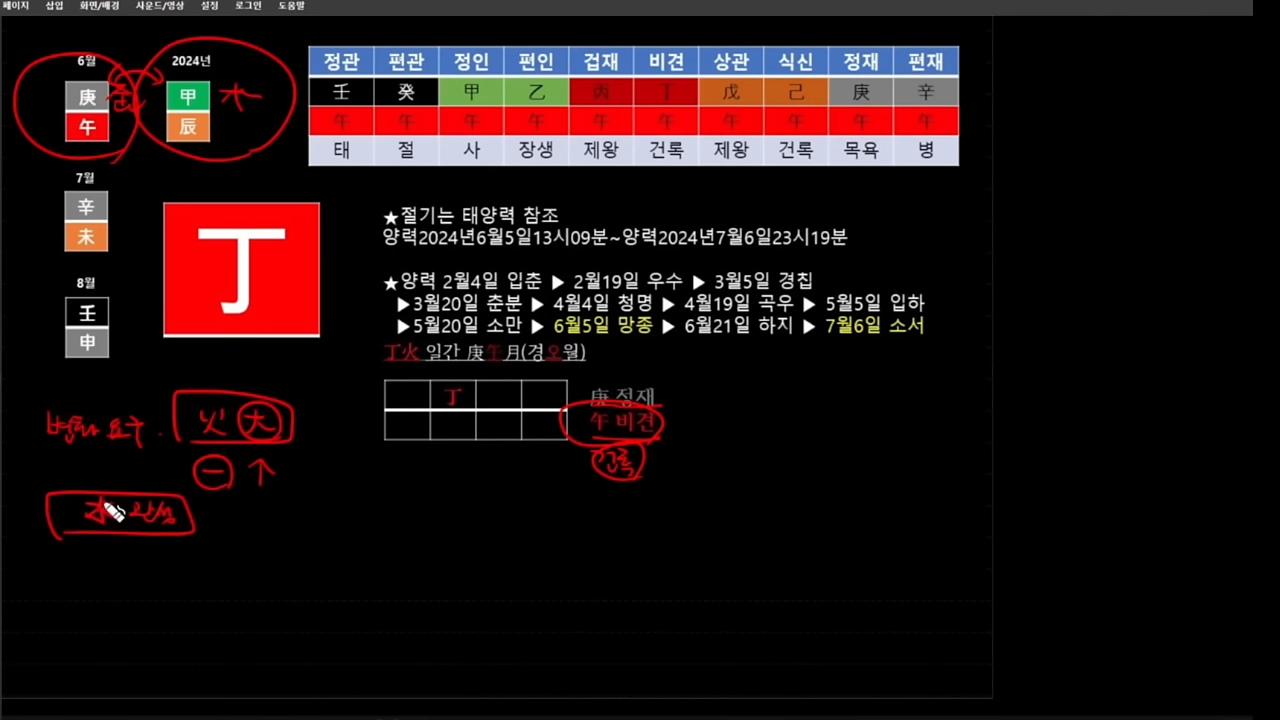 페이지 삽입 화면/배경 사운드/영상 설정 로그인 도움말
6월 2024년
庚 甲 木
午 辰
7월
辛
未
8월
壬
申
정관 편관 정인 편인 겁재 비견 상관 식신 정재 편재
壬 癸 甲 乙 丙 丁 戊 己 庚 辛
午 午 午 午 午 午 午 午 午 午
태 절 사 장생 제왕 건록 제왕 건록 목욕 병
丁
★절기는 태양력 참조
양력2024년6월5일13시09분~양력2024년7월6일23시19분
★양력 2월4일 입춘 ▶ 2월19일 우수 ▶ 3월5일 경칩
▶3월20일 춘분 ▶ 4월4일 청명 ▶ 4월19일 곡우 ▶ 5월5일 입하
▶5월20일 소만 ▶ 6월5일 망종 ▶ 6월21일 하지 ▶ 7월6일 소서
丁火 일간 庚午月(경오월)
丁 庚 정재
午 비견
건록
변화 요구. 火 大
一 ↑
완성